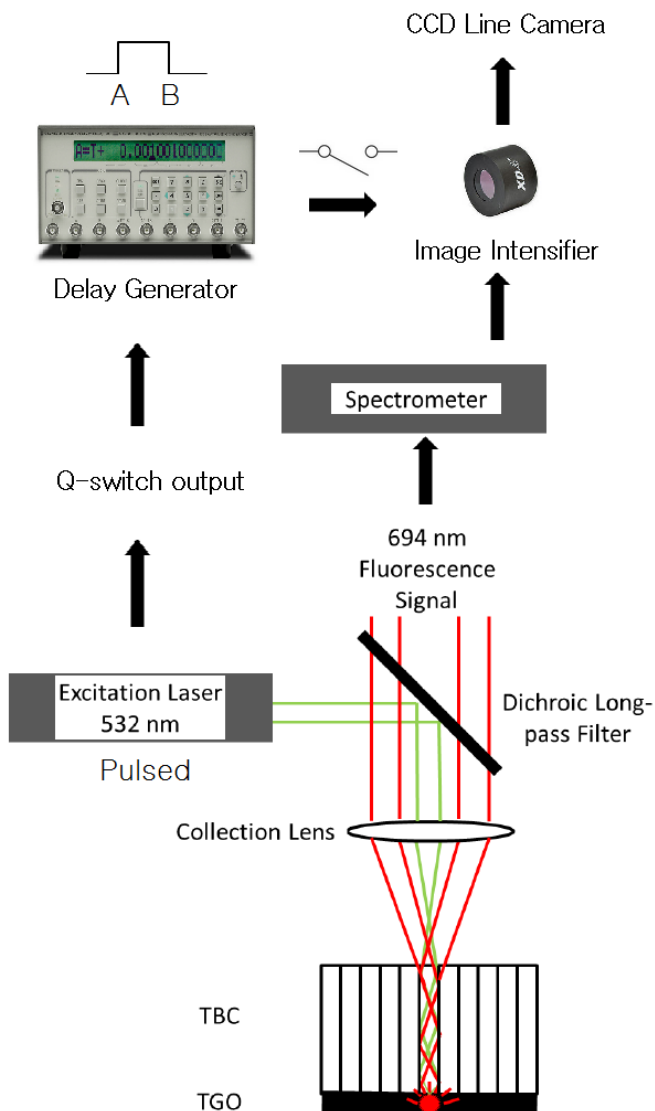 CCD Line Camera
A B
A=T+
Delay Generator
Image Intensifier
Spectrometer
Q-switch output
694 nm
Fluorescence
Signal
Excitation Laser
532 nm
Pulsed
Dichroic Long-
pass Filter
Collection Lens
TBC
TGO